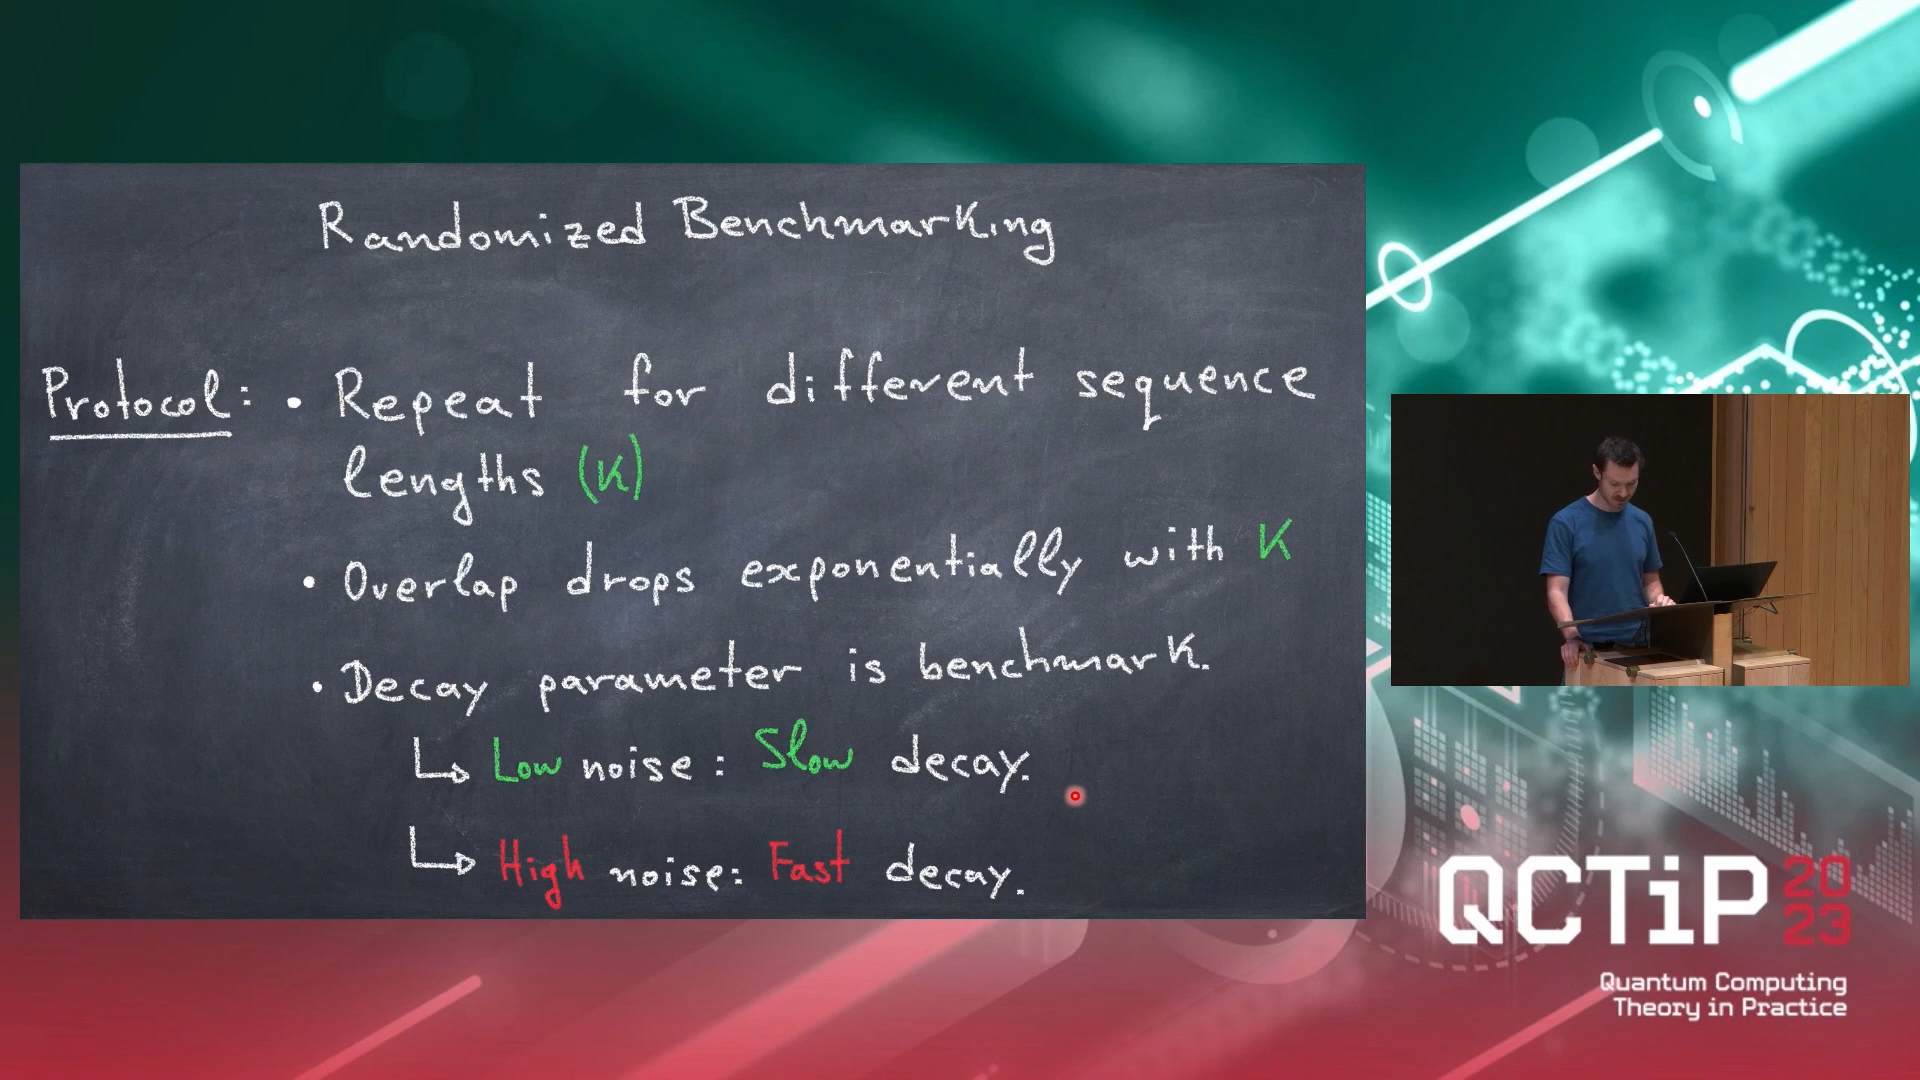 Randomized Benchmarking
Protocol: • Repeat for different sequence
lengths (K)
• Overlap drops exponentially with K
• Decay parameter is benchmark.
↳ Low noise: Slow decay.
↳ High noise: Fast decay.
QCTiP 2023
Quantum Computing
Theory in Practice